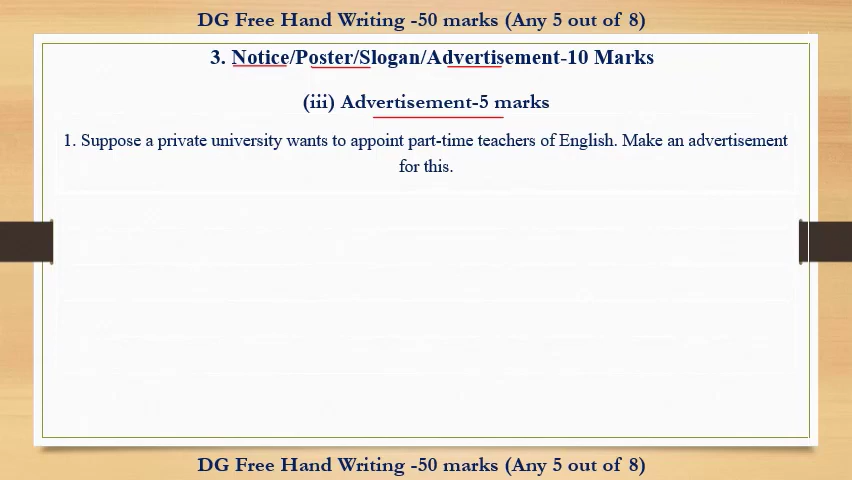 DG Free Hand Writing -50 marks (Any 5 out of 8)
3. Notice/Poster/Slogan/Advertisement-10 Marks
(iii) Advertisement-5 marks
1. Suppose a private university wants to appoint part-time teachers of English. Make an advertisement
for this.
DG Free Hand Writing -50 marks (Any 5 out of 8)